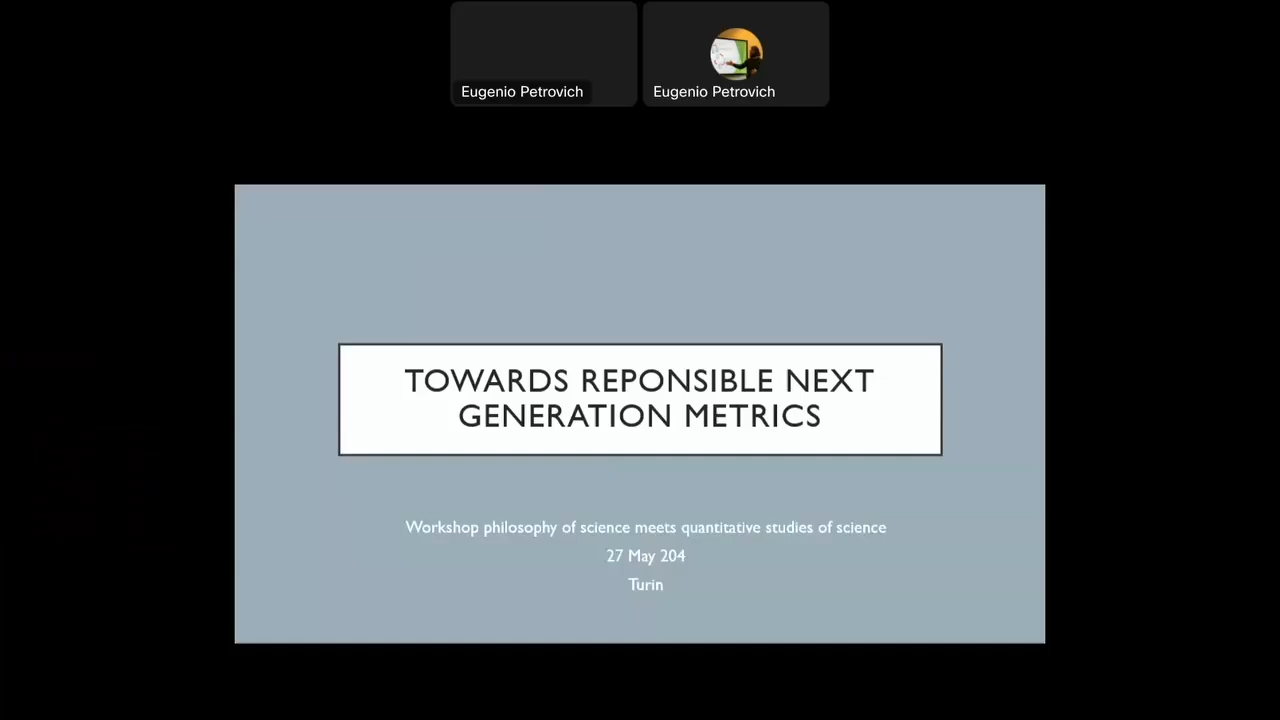 Eugenio Petrovich
Eugenio Petrovich
TOWARDS REPONSIBLE NEXT
GENERATION METRICS
Workshop philosophy of science meets quantitative studies of science
27 May 204
Turin